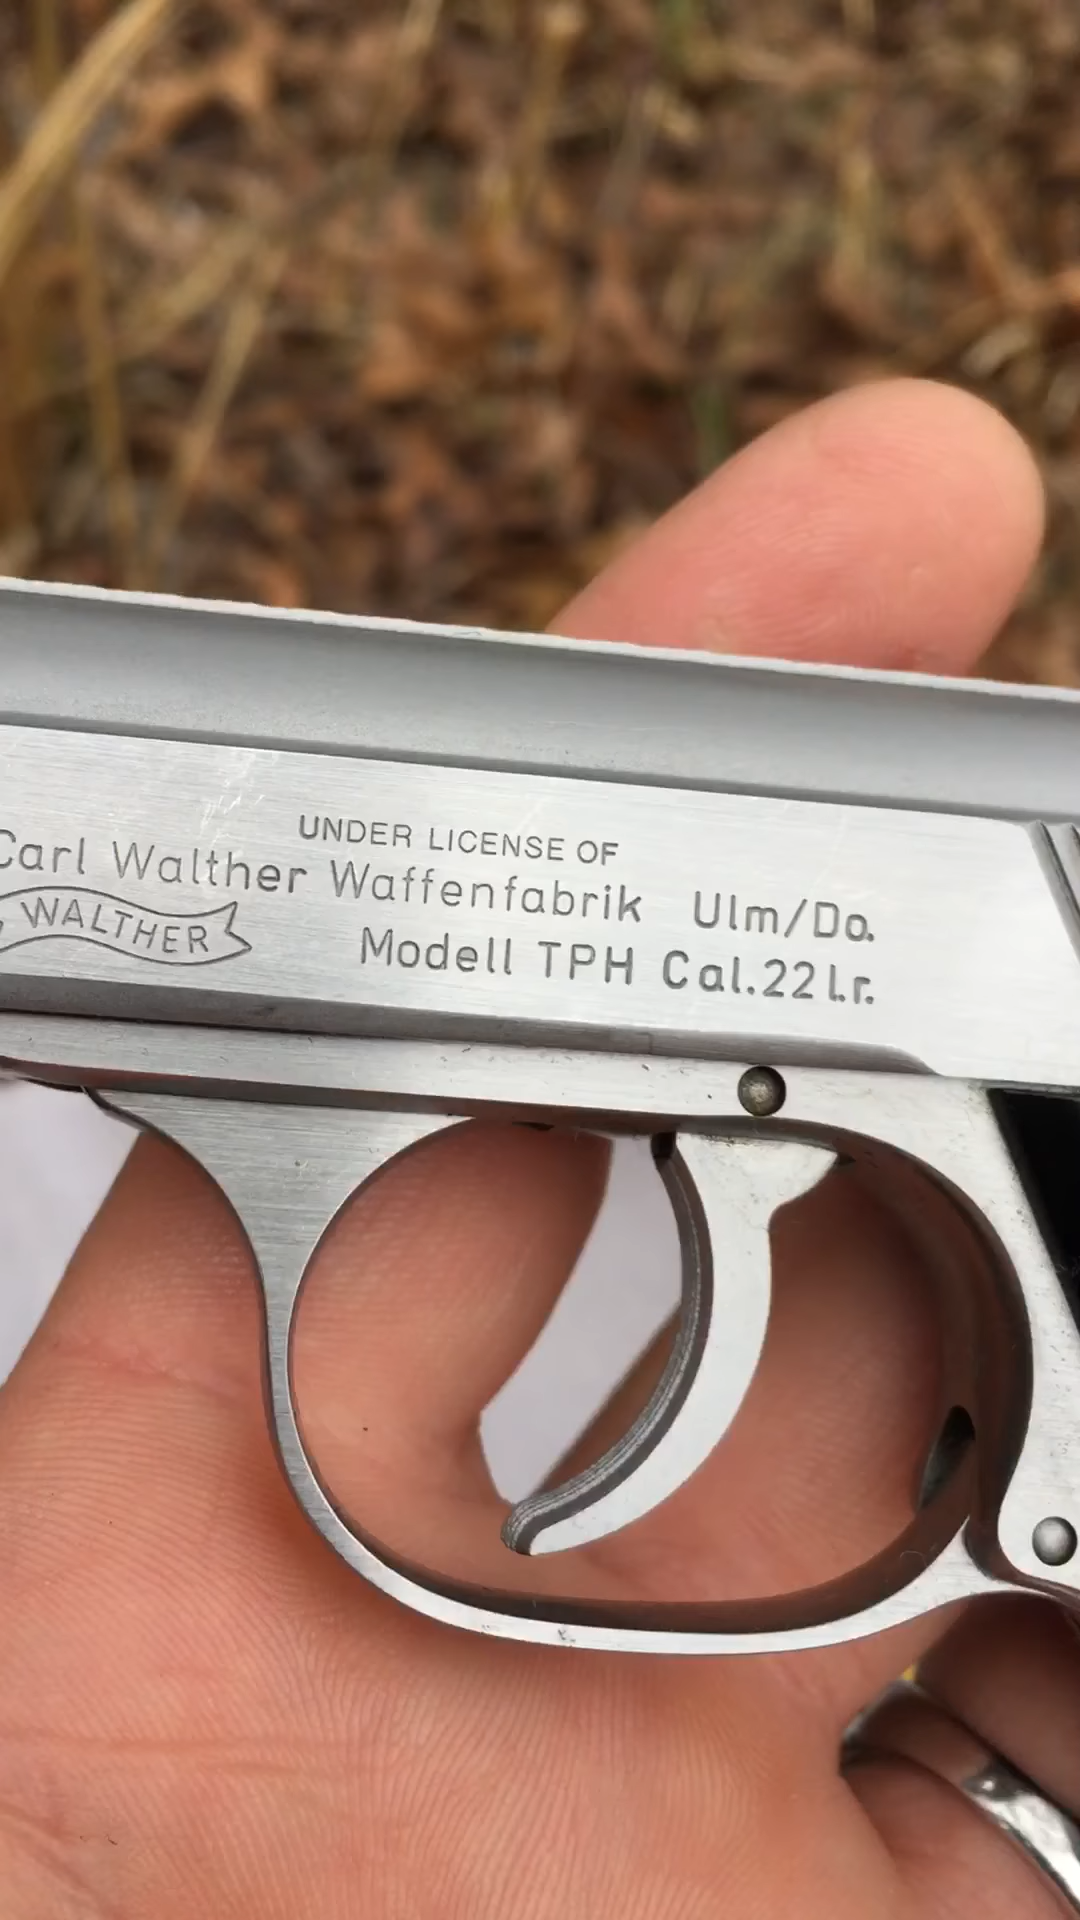 UNDER LICENSE OF
Carl Walther Waffenfabrik Ulm/Do.
WALTHER
Modell TPH Cal.22 l.r.